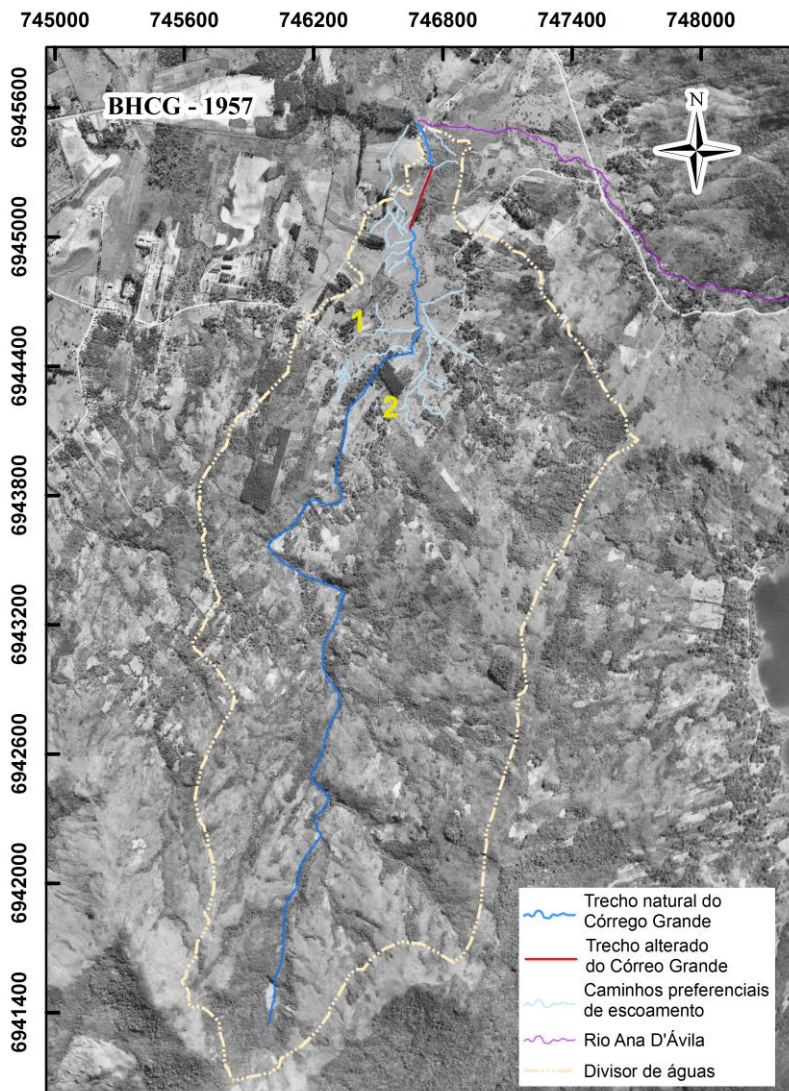 745000 745600 746200 746800 747400 748000
BHCG - 1957
N
6945600
6945000
6944400
6943800
6943200
6942600
6942000
6941400
1
2
Trecho natural do
Córrego Grande
Trecho alterado
do Córreo Grande
Caminhos preferenciais
de escoamento
Rio Ana D'Ávila
Divisor de águas